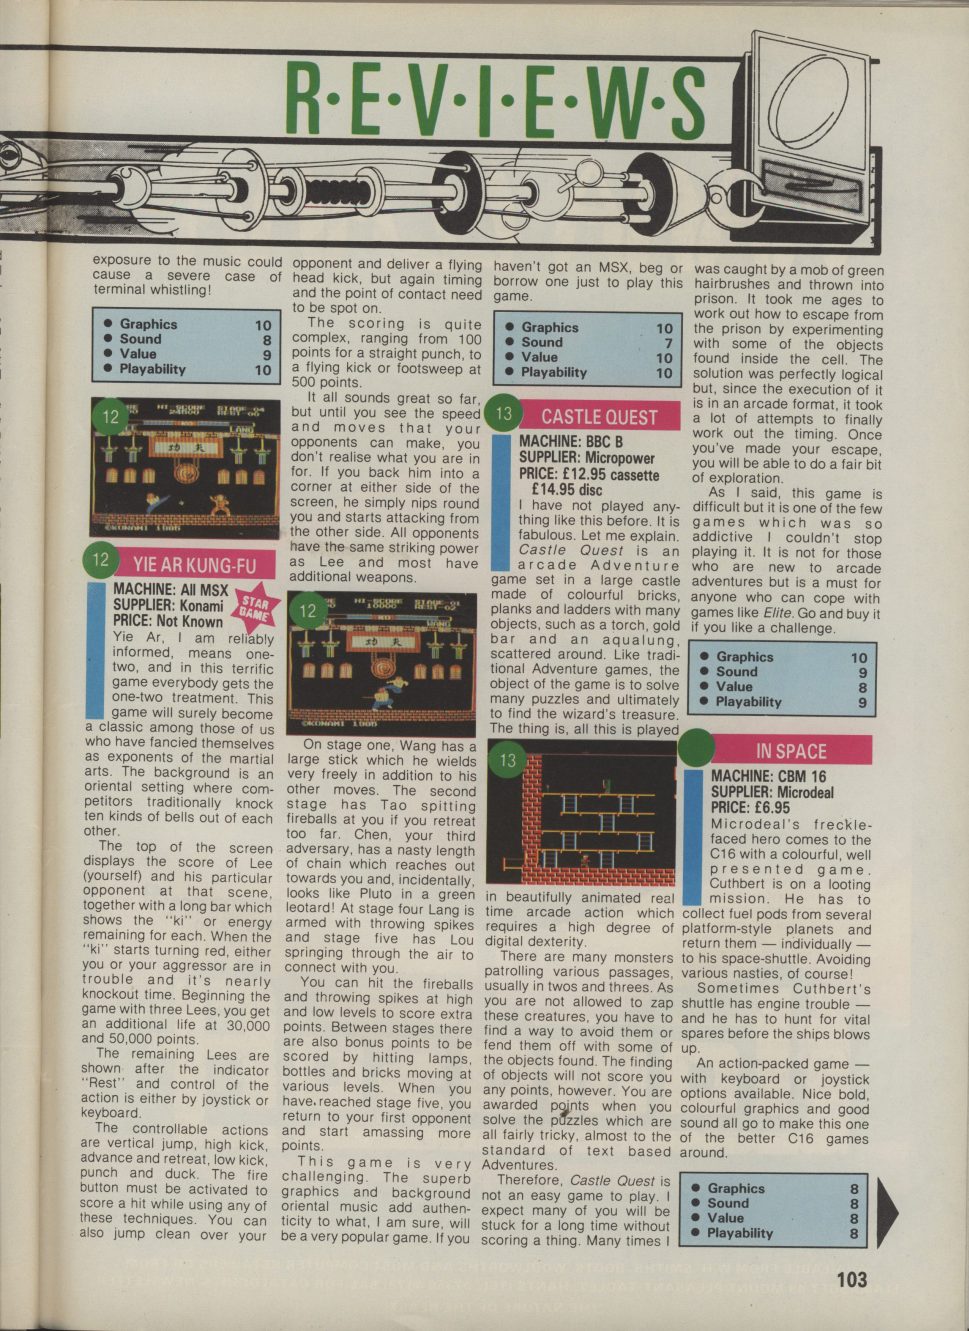 R·E·V·I·E·W·S
exposure to the music could
cause a severe case of
terminal whistling!
● Graphics 10
● Sound 8
● Value 9
● Playability 10
12
HI-SCORE STAGE-04
24800 REST-00
LANG
©KONAMI 1985
12 YIE AR KUNG-FU
MACHINE: All MSX
SUPPLIER: Konami
PRICE: Not Known
STAR
GAME
Yie Ar, I am reliably
informed, means one-
two, and in this terrific
game everybody gets the
one-two treatment. This
game will surely become
a classic among those of us
who have fancied themselves
as exponents of the martial
arts. The background is an
oriental setting where com-
petitors traditionally knock
ten kinds of bells out of each
other.
The top of the screen
displays the score of Lee
(yourself) and his particular
opponent at that scene,
together with a long bar which
shows the "ki" or energy
remaining for each. When the
"ki" starts turning red, either
you or your aggressor are in
trouble and it's nearly
knockout time. Beginning the
game with three Lees, you get
an additional life at 30,000
and 50,000 points.
The remaining Lees are
shown after the indicator
"Rest" and control of the
action is either by joystick or
keyboard.
The controllable actions
are vertical jump, high kick,
advance and retreat, low kick,
punch and duck. The fire
button must be activated to
score a hit while using any of
these techniques. You can
also jump clean over your
opponent and deliver a flying
head kick, but again timing
and the point of contact need
to be spot on.
The scoring is quite
complex, ranging from 100
points for a straight punch, to
a flying kick or footsweep at
500 points.
It all sounds great so far,
but until you see the speed
and moves that your
opponents can make, you
don't realise what you are in
for. If you back him into a
corner at either side of the
screen, he simply nips round
you and starts attacking from
the other side. All opponents
have the same striking power
as Lee and most have
additional weapons.
12
HI-SCORE STAGE-01
10000 REST-02
WANG
©KONAMI 1985
On stage one, Wang has a
large stick which he wields
very freely in addition to his
other moves. The second
stage has Tao spitting
fireballs at you if you retreat
too far. Chen, your third
adversary, has a nasty length
of chain which reaches out
towards you and, incidentally,
looks like Pluto in a green
leotard! At stage four Lang is
armed with throwing spikes
and stage five has Lou
springing through the air to
connect with you.
You can hit the fireballs
and throwing spikes at high
and low levels to score extra
points. Between stages there
are also bonus points to be
scored by hitting lamps,
bottles and bricks moving at
various levels. When you
have reached stage five, you
return to your first opponent
and start amassing more
points.
This game is very
challenging. The superb
graphics and background
oriental music add authen-
ticity to what, I am sure, will
be a very popular game. If you
haven't got an MSX, beg or
borrow one just to play this
game.
● Graphics 10
● Sound 7
● Value 10
● Playability 10
13 CASTLE QUEST
MACHINE: BBC B
SUPPLIER: Micropower
PRICE: £12.95 cassette
£14.95 disc
I have not played any-
thing like this before. It is
fabulous. Let me explain.
Castle Quest is an
arcade Adventure
game set in a large castle
made of colourful bricks,
planks and ladders with many
objects, such as a torch, gold
bar and an aqualung,
scattered around. Like tradi-
tional Adventure games, the
object of the game is to solve
many puzzles and ultimately
to find the wizard's treasure.
The thing is, all this is played
13
in beautifully animated real
time arcade action which
requires a high degree of
digital dexterity.
There are many monsters
patrolling various passages,
usually in twos and threes. As
you are not allowed to zap
these creatures, you have to
find a way to avoid them or
fend them off with some of
the objects found. The finding
of objects will not score you
any points, however. You are
awarded points when you
solve the puzzles which are
all fairly tricky, almost to the
standard of text based
Adventures.
Therefore, Castle Quest is
not an easy game to play. I
expect many of you will be
stuck for a long time without
scoring a thing. Many times I
was caught by a mob of green
hairbrushes and thrown into
prison. It took me ages to
work out how to escape from
the prison by experimenting
with some of the objects
found inside the cell. The
solution was perfectly logical
but, since the execution of it
is in an arcade format, it took
a lot of attempts to finally
work out the timing. Once
you've made your escape,
you will be able to do a fair bit
of exploration.
As I said, this game is
difficult but it is one of the few
games which was so
addictive I couldn't stop
playing it. It is not for those
who are new to arcade
adventures but is a must for
anyone who can cope with
games like Elite. Go and buy it
if you like a challenge.
● Graphics 10
● Sound 9
● Value 8
● Playability 9
IN SPACE
MACHINE: CBM 16
SUPPLIER: Microdeal
PRICE: £6.95
Microdeal's freckle-
faced hero comes to the
C16 with a colourful, well
presented game.
Cuthbert is on a looting
mission. He has to
collect fuel pods from several
platform-style planets and
return them — individually —
to his space-shuttle. Avoiding
various nasties, of course!
Sometimes Cuthbert's
shuttle has engine trouble —
and he has to hunt for vital
spares before the ships blows
up.
An action-packed game —
with keyboard or joystick
options available. Nice bold,
colourful graphics and good
sound all go to make this one
of the better C16 games
around.
● Graphics 8
● Sound 8
● Value 8
● Playability 8
103